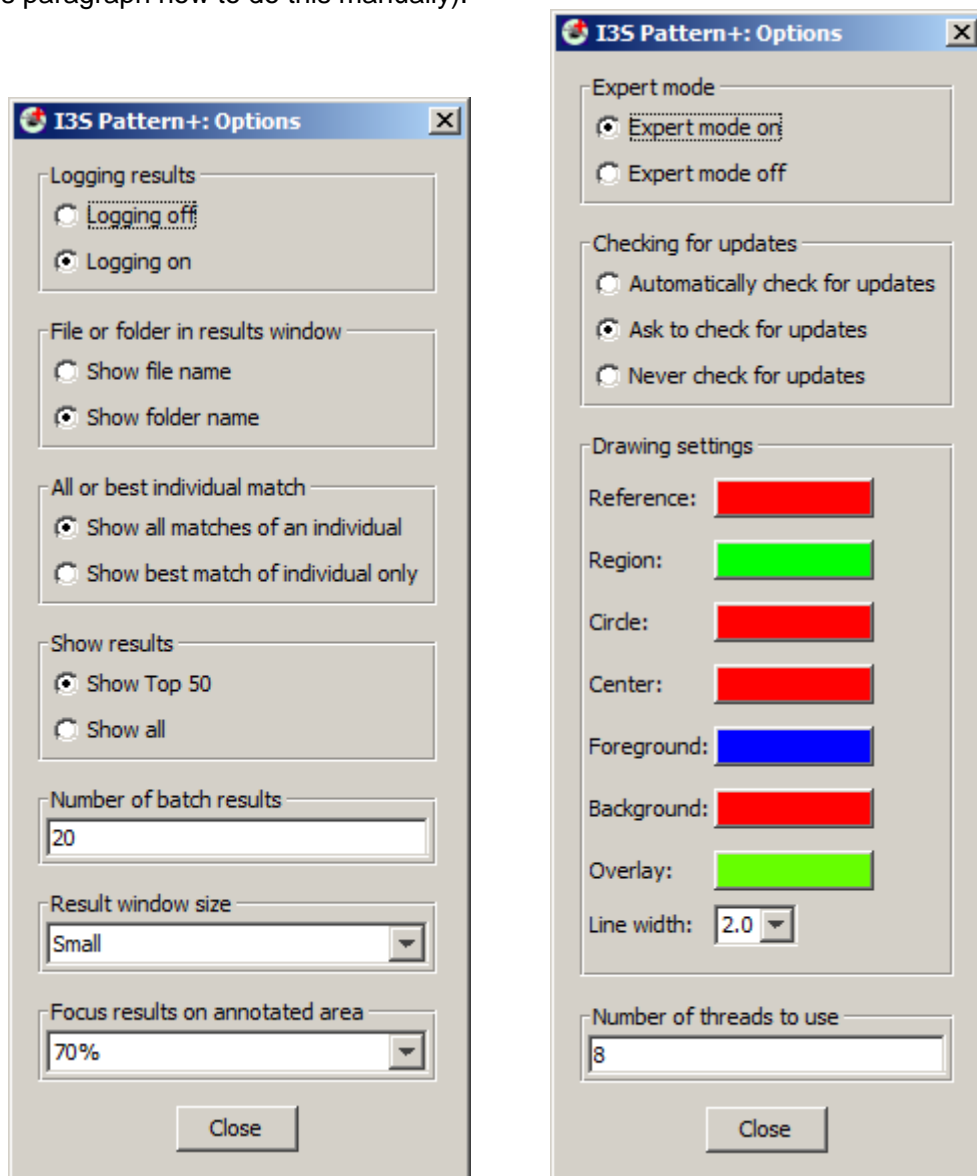 s paragraph how to do this manually).
I3S Pattern+: Options
Logging results
Logging off
Logging on
File or folder in results window
Show file name
Show folder name
All or best individual match
Show all matches of an individual
Show best match of individual only
Show results
Show Top 50
Show all
Number of batch results
20
Result window size
Small
Focus results on annotated area
70%
Close
I3S Pattern+: Options
Expert mode
Expert mode on
Expert mode off
Checking for updates
Automatically check for updates
Ask to check for updates
Never check for updates
Drawing settings
Reference:
Region:
Circle:
Center:
Foreground:
Background:
Overlay:
Line width: 2.0
Number of threads to use
8
Close